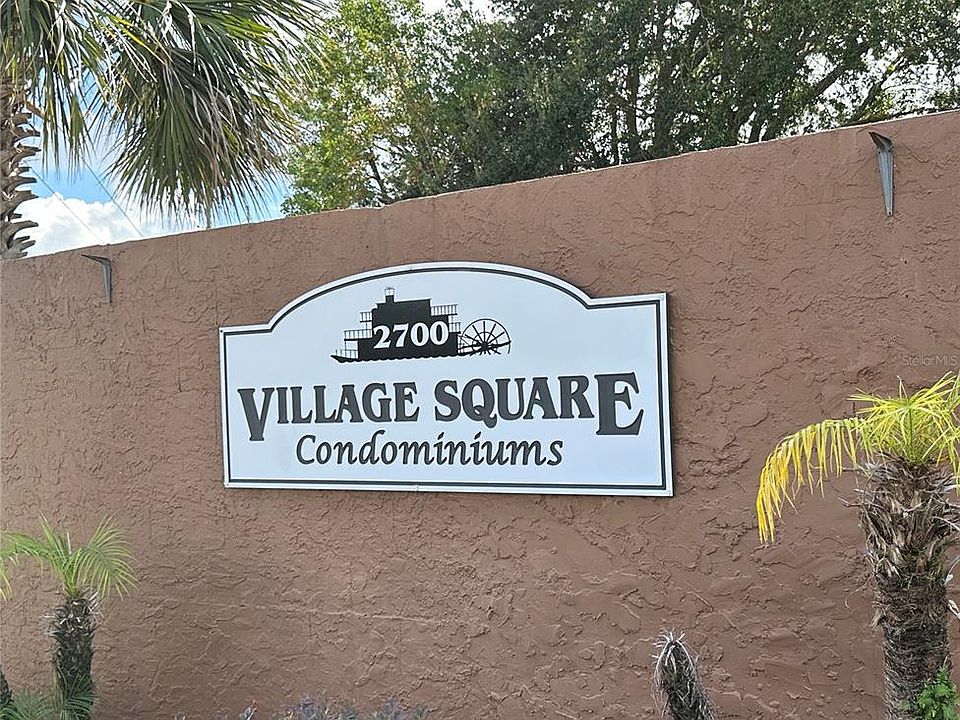 2700
VILLAGE SQUARE
Condominiums
Stellar MLS